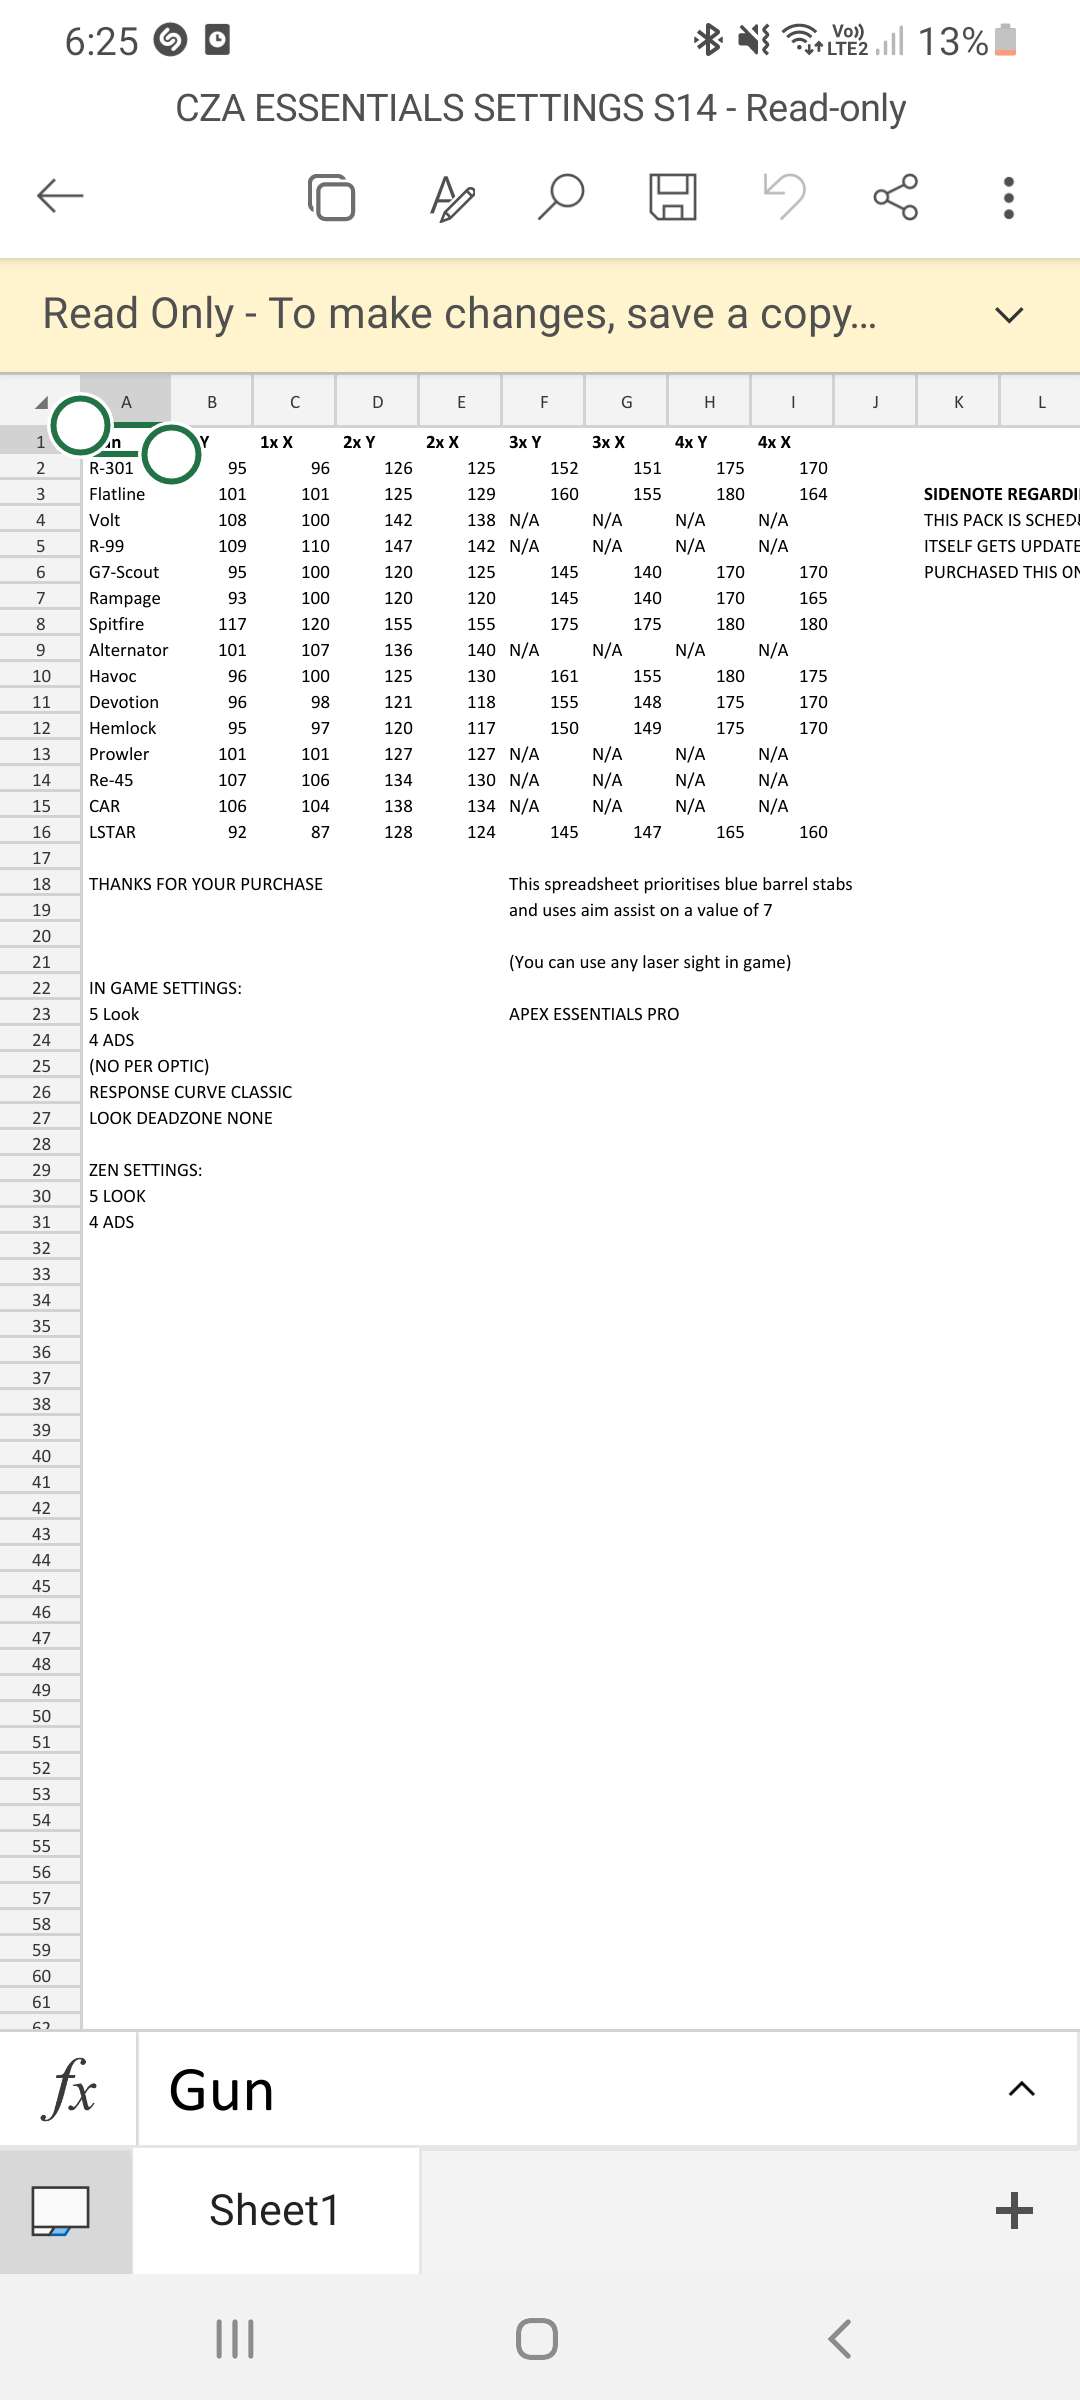 6:25 Vo)) LTE2 13%
CZA ESSENTIALS SETTINGS S14 - Read-only
Read Only - To make changes, save a copy...
A B C D E F G H I J K L
1 Y 1x X 2x Y 2x X 3x Y 3x X 4x Y 4x X
2 R-301 95 96 126 125 152 151 175 170
3 Flatline 101 101 125 129 160 155 180 164 SIDENOTE
4 Volt 108 100 142 138 N/A N/A N/A N/A THIS PACK IS
5 R-99 109 110 147 142 N/A N/A N/A N/A ITSELF GETS
6 G7-Scout 95 100 120 125 145 140 170 170 PURCHASED THIS
7 Rampage 93 100 120 120 145 140 170 165
8 Spitfire 117 120 155 155 175 175 180 180
9 Alternator 101 107 136 140 N/A N/A N/A N/A
10 Havoc 96 100 125 130 161 155 180 175
11 Devotion 96 98 121 118 155 148 175 170
12 Hemlock 95 97 120 117 150 149 175 170
13 Prowler 101 101 127 127 N/A N/A N/A N/A
14 Re-45 107 106 134 130 N/A N/A N/A N/A
15 CAR 106 104 138 134 N/A N/A N/A N/A
16 LSTAR 92 87 128 124 145 147 165 160
17
18 THANKS FOR YOUR PURCHASE This spreadsheet prioritises blue barrel stabs
19 and uses aim assist on a value of 7
20
21 (You can use any laser sight in game)
22 IN GAME SETTINGS:
23 5 Look APEX ESSENTIALS PRO
24 4 ADS
25 (NO PER OPTIC)
26 RESPONSE CURVE CLASSIC
27 LOOK DEADZONE NONE
28
29 ZEN SETTINGS:
30 5 LOOK
31 4 ADS
32
33
34
35
36
37
38
39
40
41
42
43
44
45
46
47
48
49
50
51
52
53
54
55
56
57
58
59
60
61
62
fx Gun
Sheet1